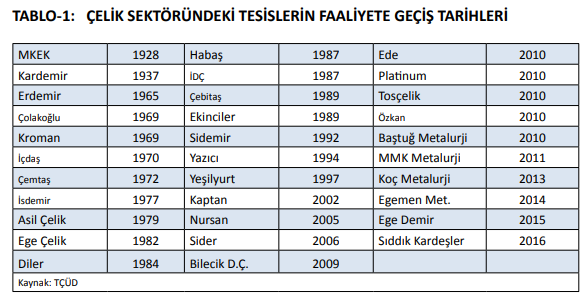 TABLO-1: ÇELİK SEKTÖRÜNDEKİ TESİSLERİN FAALİYETE GEÇİŞ TARİHLERİ
MKEK 1928 Habaş 1987 Ede 2010
Kardemir 1937 İDÇ 1987 Platinum 2010
Erdemir 1965 Çebitaş 1989 Tosçelik 2010
Çolakoğlu 1969 Ekinciler 1989 Özkan 2010
Kroman 1969 Sidemir 1992 Baştuğ Metalurji 2010
İçdaş 1970 Yazıcı 1994 MMK Metalurji 2011
Çemtaş 1972 Yeşilyurt 1997 Koç Metalurji 2013
İsdemir 1977 Kaptan 2002 Egemen Met. 2014
Asil Çelik 1979 Nursan 2005 Ege Demir 2015
Ege Çelik 1982 Sider 2006 Sıddık Kardeşler 2016
Diler 1984 Bilecik D.Ç. 2009
Kaynak: TÇÜD